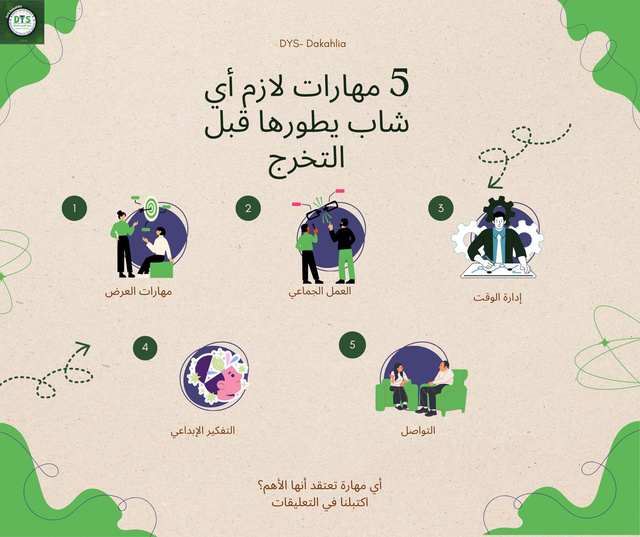 DYS
DYS- Dakahlia
5 مهارات لازم أي
شاب يطورها قبل
التخرج
1
2
3
مهارات العرض
العمل الجماعي
إدارة الوقت
4
5
التفكير الإبداعي
التواصل
أي مهارة تعتقد أنها الأهم؟
اكتبلنا في التعليقات